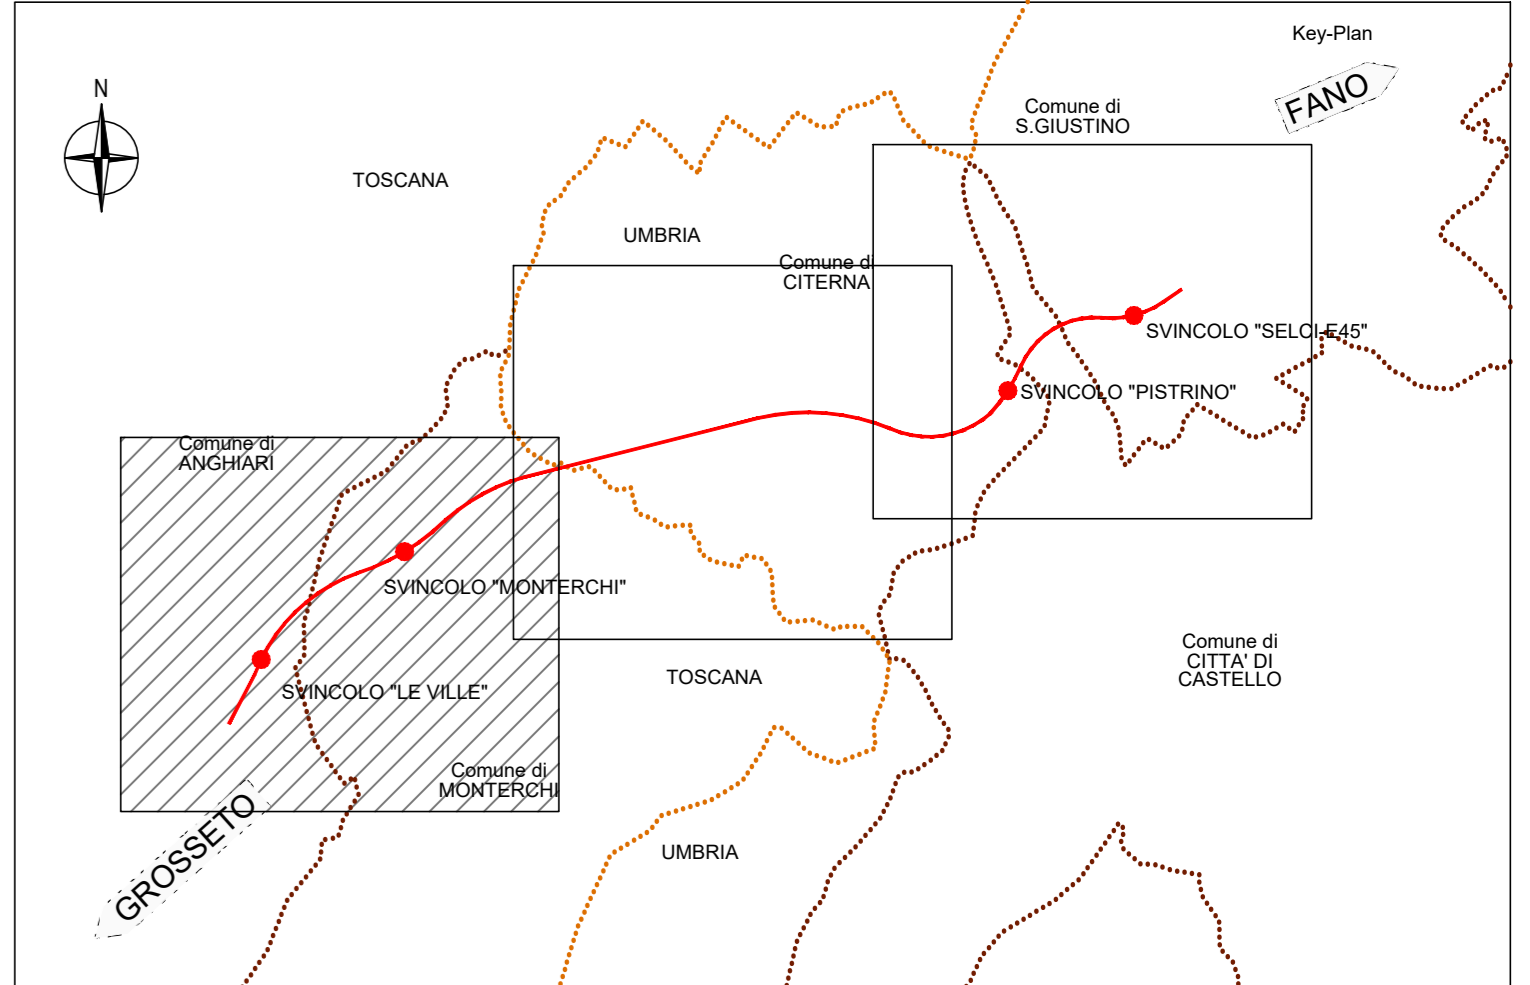 Key-Plan
N
FANO
Comune di
S.GIUSTINO
TOSCANA
UMBRIA
Comune di
CITERNA
SVINCOLO "SELCI-E45"
SVINCOLO "PISTRINO"
Comune di
ANGHIARI
SVINCOLO "MONTERCHI"
Comune di
CITTA' DI
CASTELLO
TOSCANA
SVINCOLO "LE VILLE"
Comune di
MONTERCHI
GROSSETO
UMBRIA